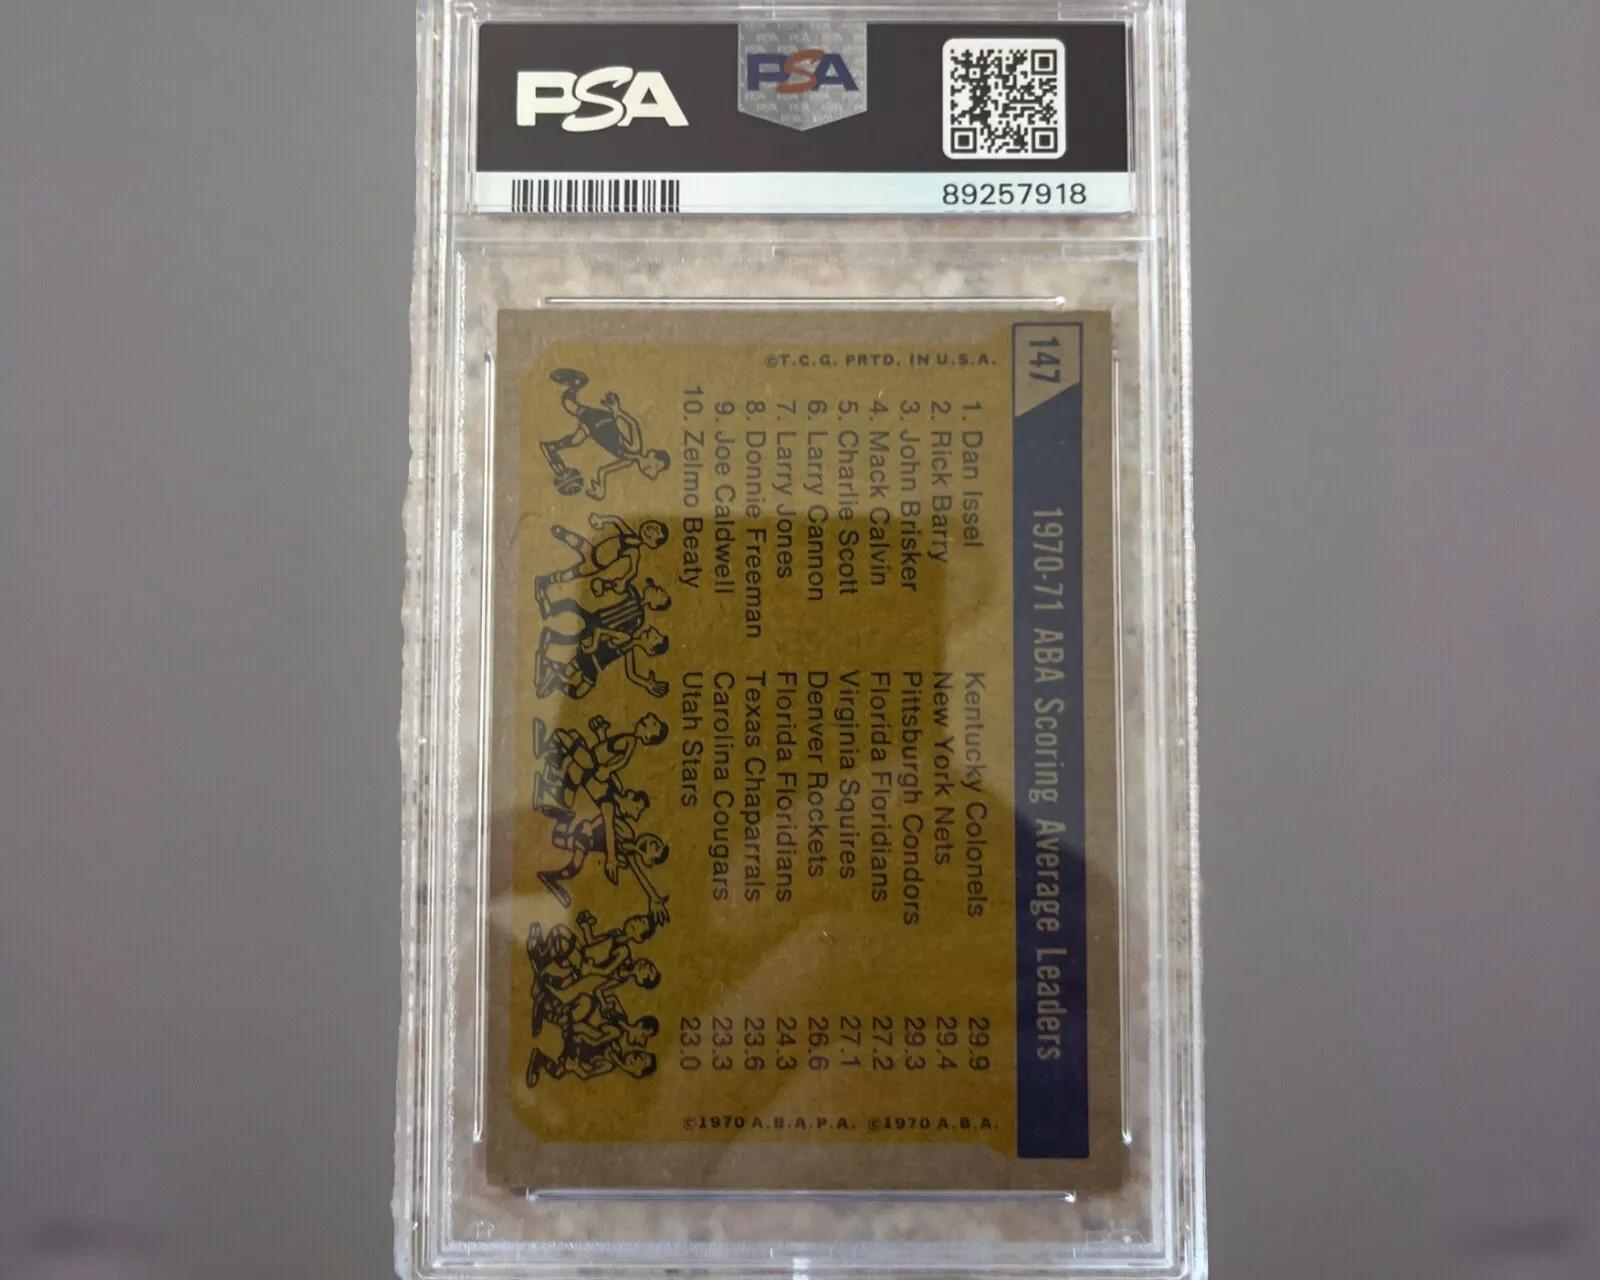 PSA
PSA
89257918
147
1970-71 ABA Scoring Average Leaders
1. Dan Issel Kentucky Colonels 29.9
2. Rick Barry New York Nets 29.4
3. John Brisker Pittsburgh Condors 29.3
4. Mack Calvin Florida Floridians 27.2
5. Charlie Scott Virginia Squires 27.1
6. Larry Cannon Denver Rockets 26.6
7. Larry Jones Florida Floridians 24.3
8. Donnie Freeman Texas Chaparrals 23.6
9. Joe Caldwell Carolina Cougars 23.3
10. Zelmo Beaty Utah Stars 23.0
©T.C.G. PRTD. IN U.S.A.
©1970 A.B.A.P.A. ©1970 A.B.A.